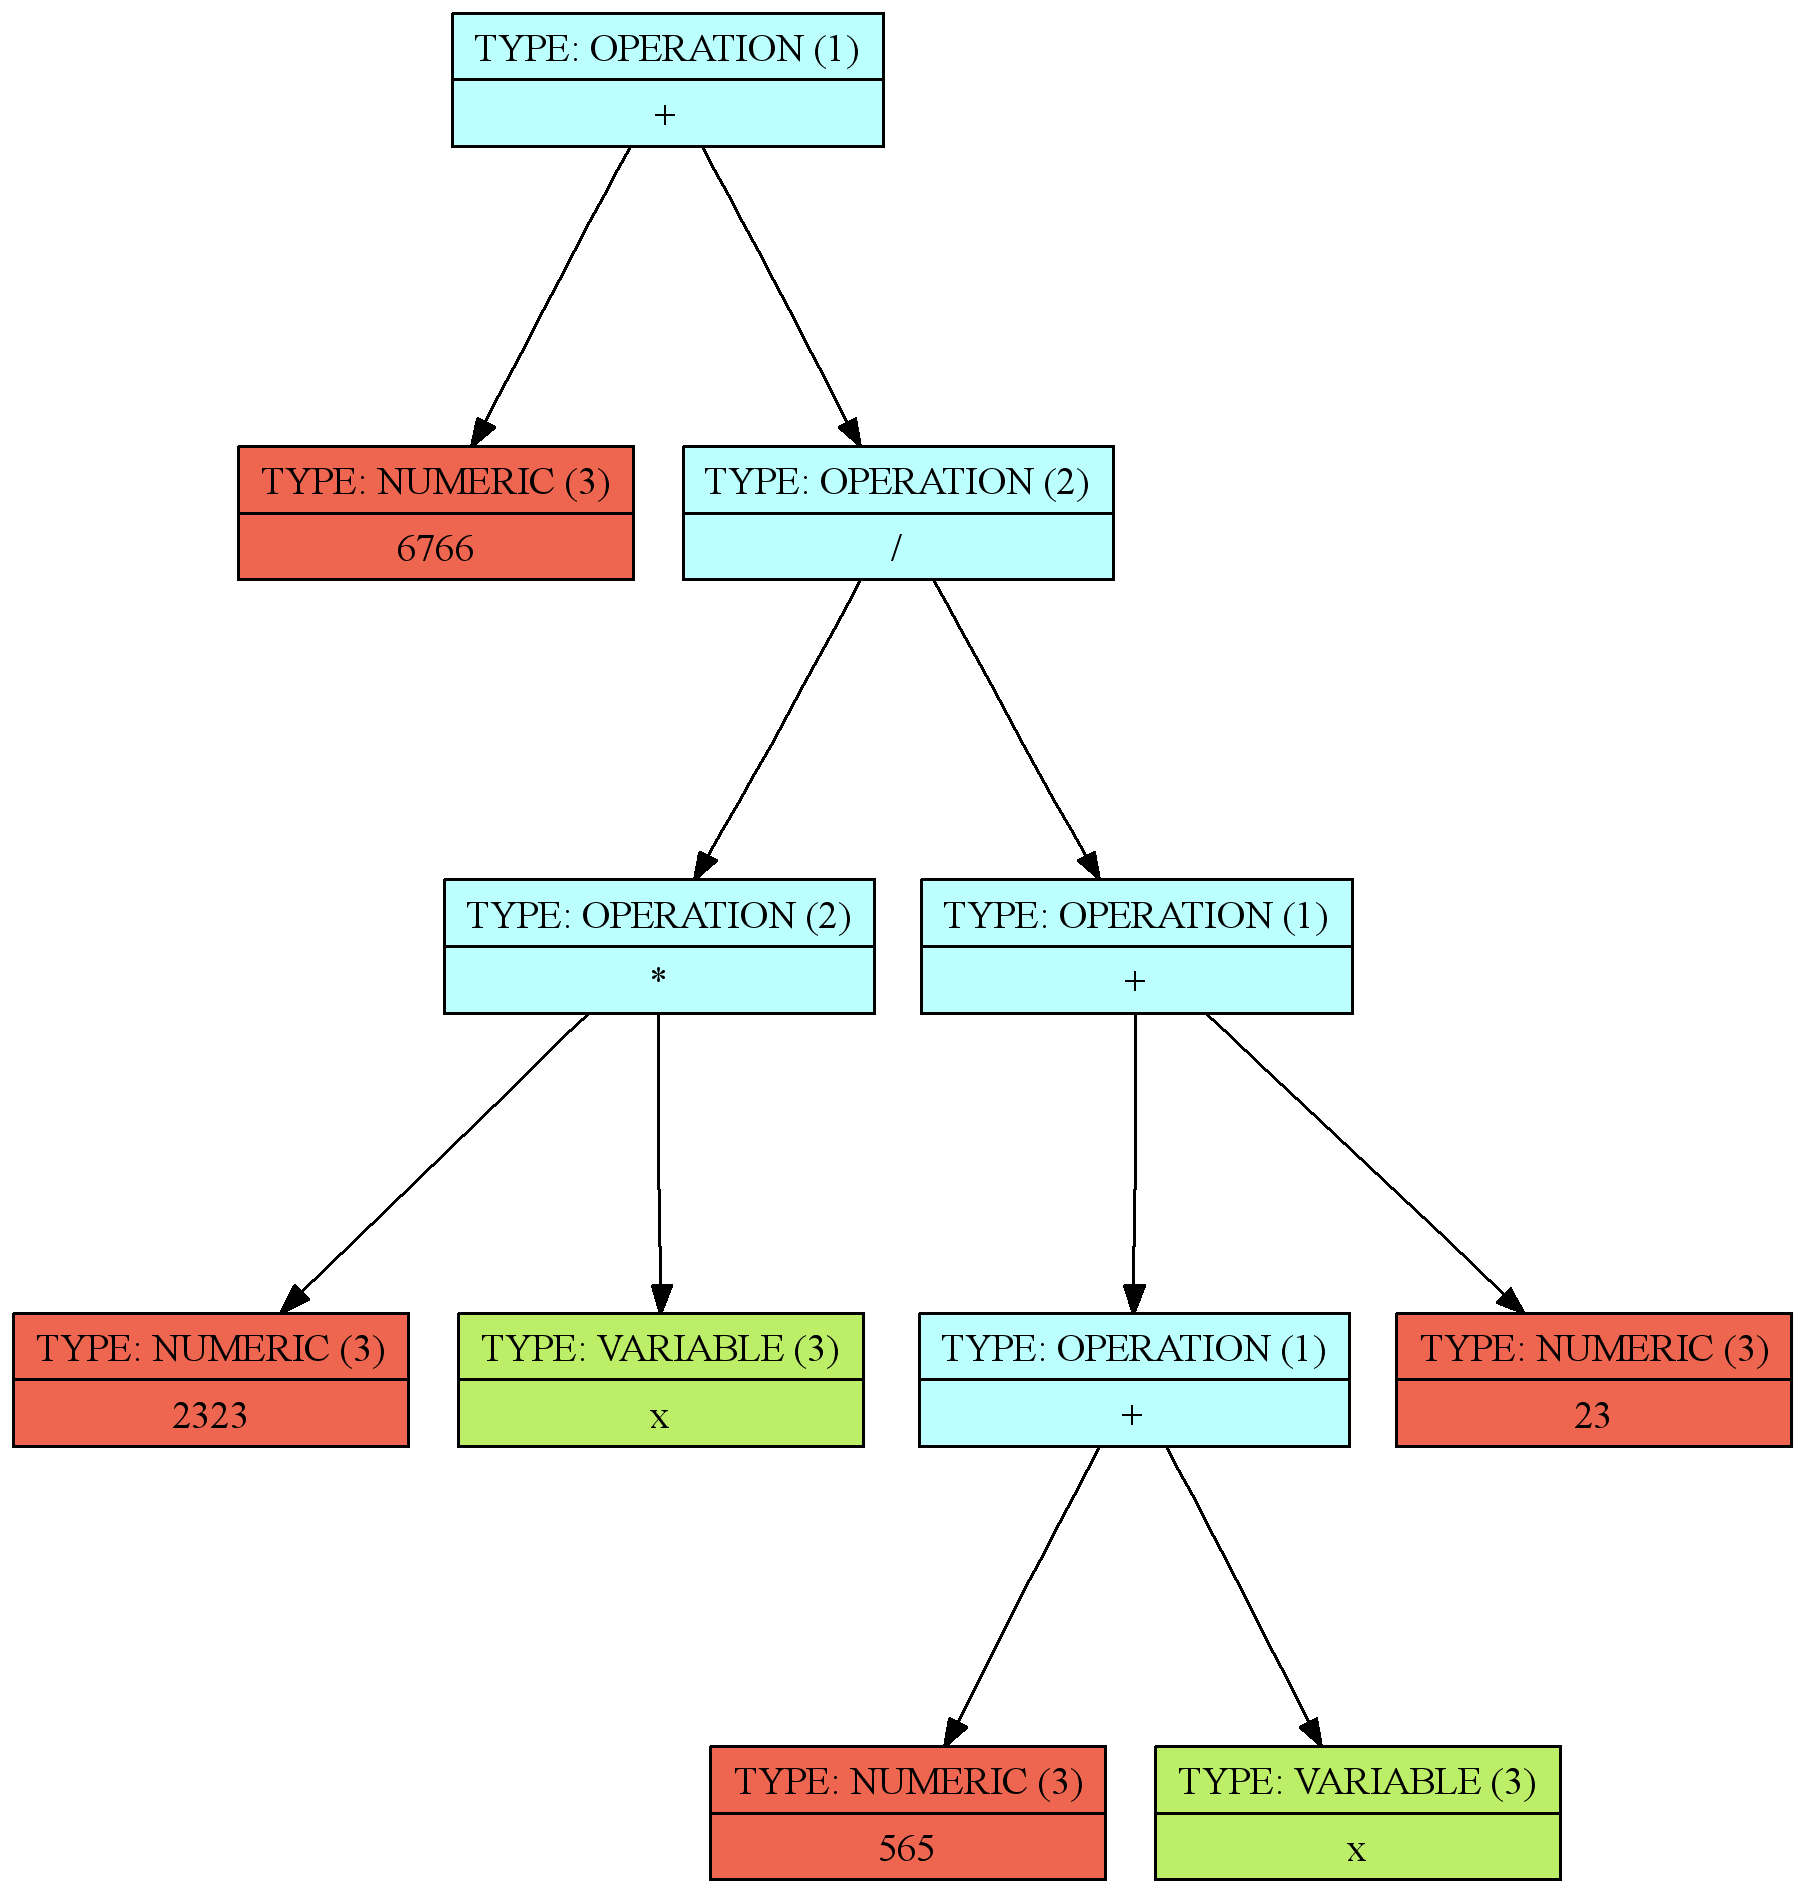 TYPE: OPERATION (1)
+
TYPE: NUMERIC (3)
6766
TYPE: OPERATION (2)
/
TYPE: OPERATION (2)
*
TYPE: OPERATION (1)
+
TYPE: NUMERIC (3)
2323
TYPE: VARIABLE (3)
x
TYPE: OPERATION (1)
+
TYPE: NUMERIC (3)
23
TYPE: NUMERIC (3)
565
TYPE: VARIABLE (3)
x